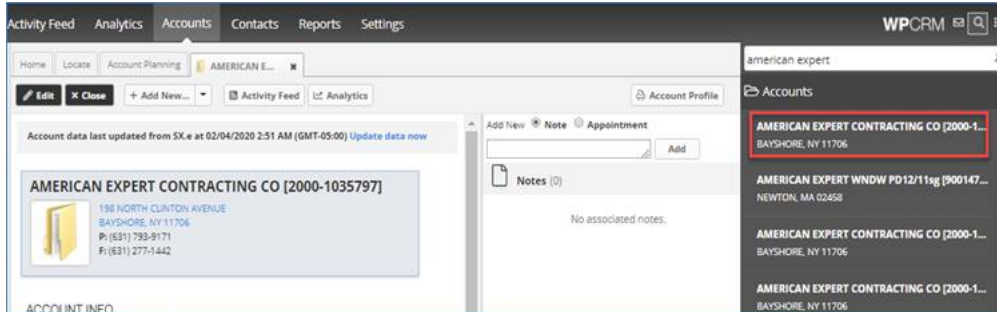 Activity Feed Analytics Accounts Contacts Reports Settings
WPCRM
american expert
Home Locate Account Planning AMERICAN E... x
Edit X Close + Add New... Activity Feed Analytics Account Profile
Account data last updated from SX.e at 02/04/2020 2:51 AM (GMT-05:00) Update data now
AMERICAN EXPERT CONTRACTING CO [2000-1035797]
198 NORTH CLINTON AVENUE
BAYSHORE, NY 11706
P: (631) 793-9171
F: (631) 277-1442
ACCOUNT INFO
Add New Note Appointment
Add
Notes (0)
No associated notes.
Accounts
AMERICAN EXPERT CONTRACTING CO [2000-1...
BAYSHORE, NY 11706
AMERICAN EXPERT WNDW PD12/11sg [900147...
NEWTON, MA 02458
AMERICAN EXPERT CONTRACTING CO [2000-1...
BAYSHORE, NY 11706
AMERICAN EXPERT CONTRACTING CO [2000-1...
BAYSHORE, NY 11706